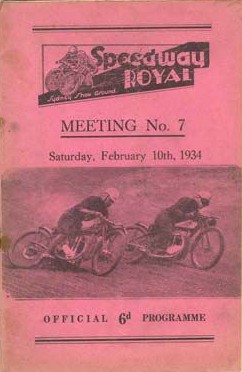 Speedway
ROYAL
Sydney Show Ground
MEETING No. 7
Saturday, February 10th, 1934
OFFICIAL 6d PROGRAMME